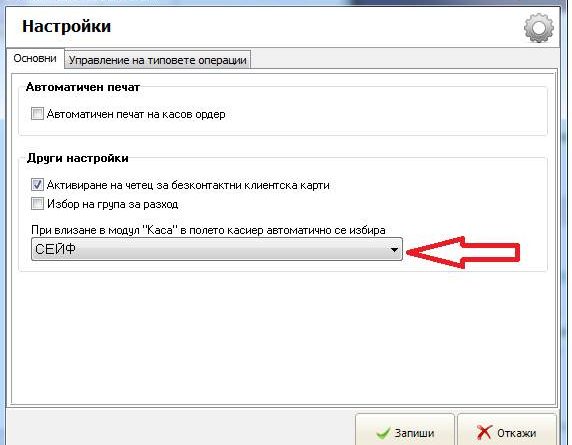 Настройки
Основни
Управление на типовете операции
Автоматичен печат
Автоматичен печат на касов ордер
Други настройки
Активиране на четец за безконтактни клиентска карти
Избор на група за разход
При влизане в модул "Каса" в полето касиер автоматично се избира
СЕЙФ
Запиши
Откажи